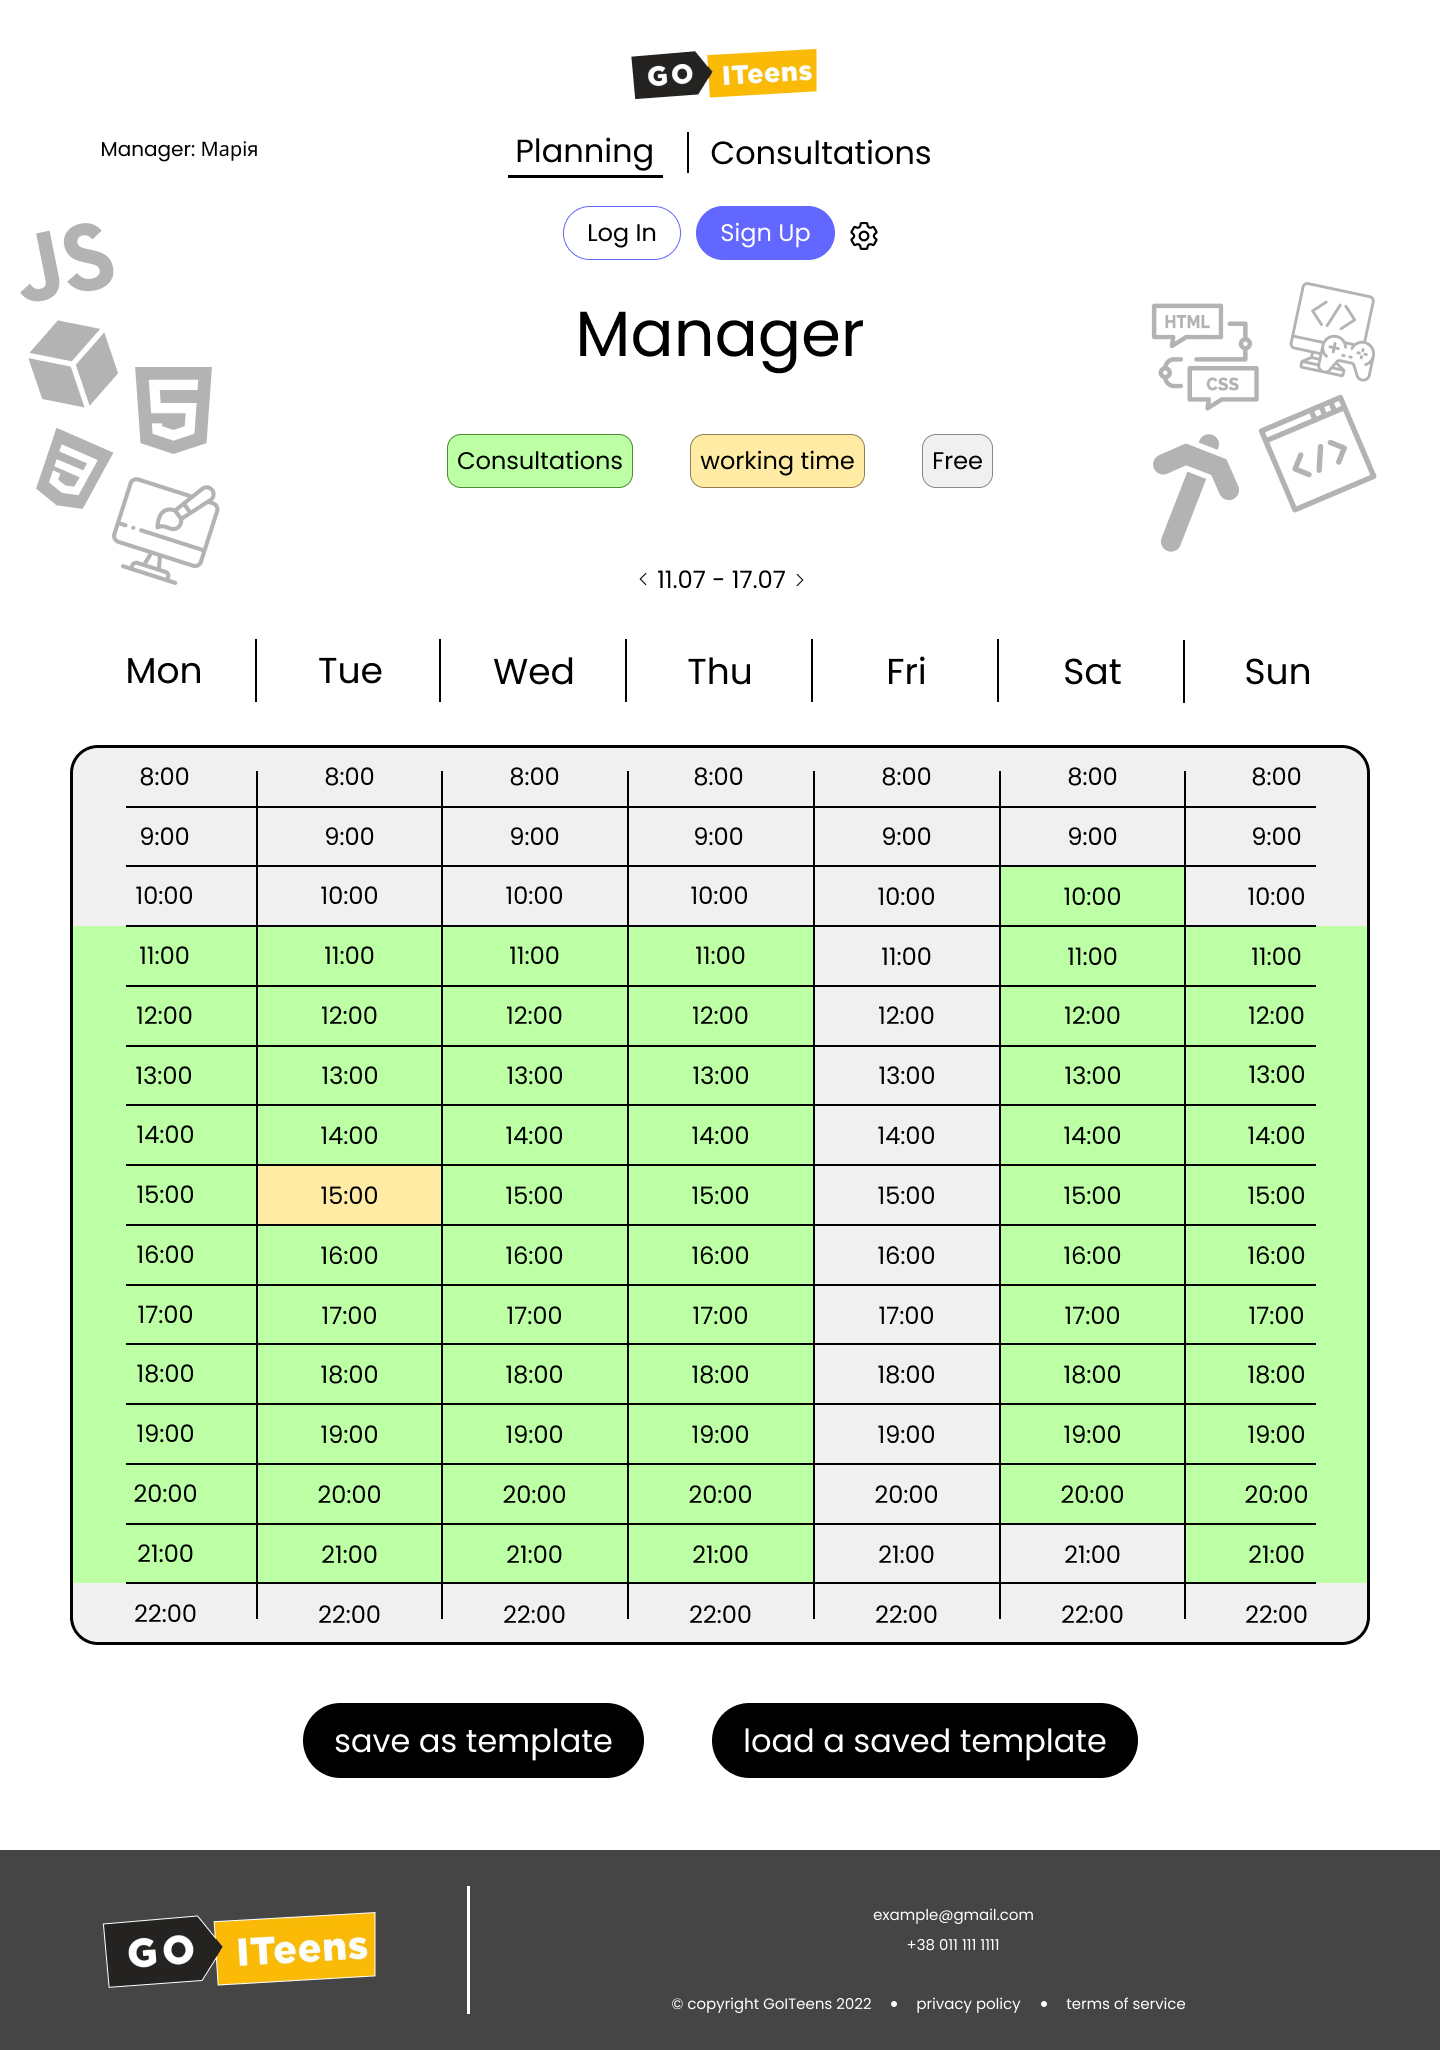 GO ITeens
Manager: Марія
Planning Consultations
Log In Sign Up
JS
HTML
CSS
Manager
Consultations working time Free
< 11.07 - 17.07 >
Mon Tue Wed Thu Fri Sat Sun
8:00 8:00 8:00 8:00 8:00 8:00 8:00
9:00 9:00 9:00 9:00 9:00 9:00 9:00
10:00 10:00 10:00 10:00 10:00 10:00 10:00
11:00 11:00 11:00 11:00 11:00 11:00 11:00
12:00 12:00 12:00 12:00 12:00 12:00 12:00
13:00 13:00 13:00 13:00 13:00 13:00 13:00
14:00 14:00 14:00 14:00 14:00 14:00 14:00
15:00 15:00 15:00 15:00 15:00 15:00 15:00
16:00 16:00 16:00 16:00 16:00 16:00 16:00
17:00 17:00 17:00 17:00 17:00 17:00 17:00
18:00 18:00 18:00 18:00 18:00 18:00 18:00
19:00 19:00 19:00 19:00 19:00 19:00 19:00
20:00 20:00 20:00 20:00 20:00 20:00 20:00
21:00 21:00 21:00 21:00 21:00 21:00 21:00
22:00 22:00 22:00 22:00 22:00 22:00 22:00
save as template load a saved template
GO ITeens
example@gmail.com
+38 011 111 1111
© copyright GoITeens 2022 • privacy policy • terms of service